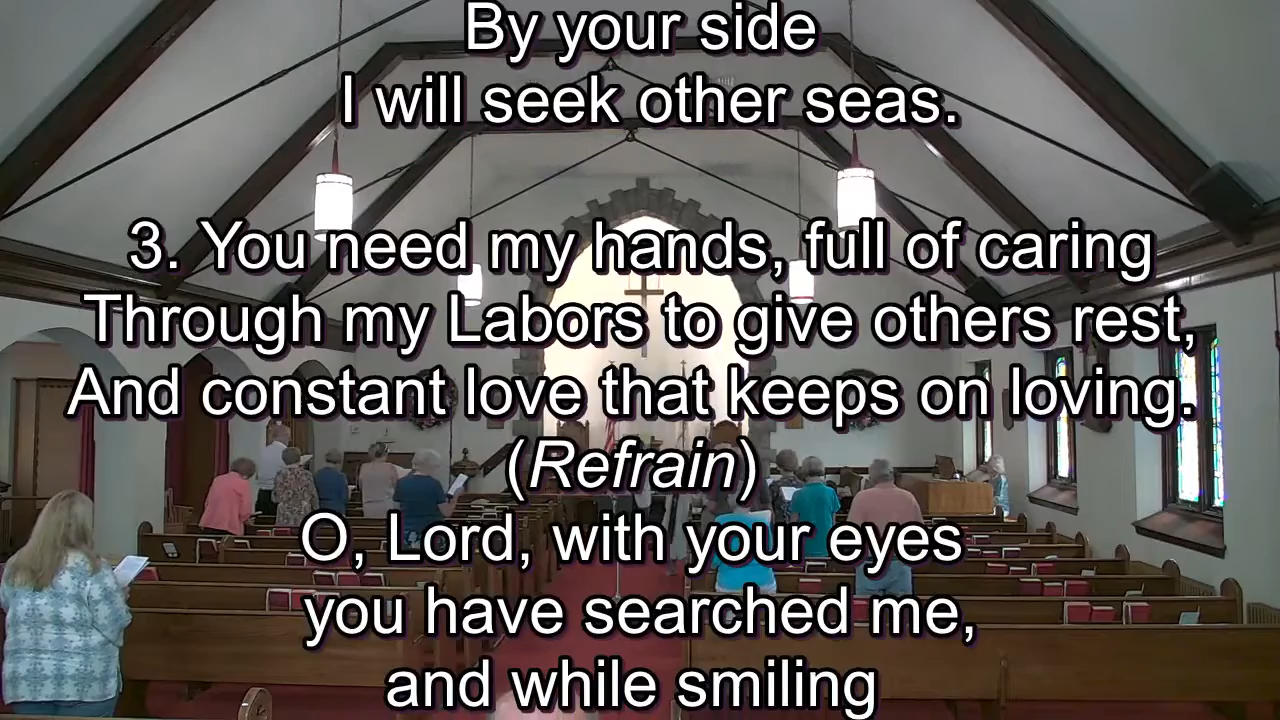 By your side
I will seek other seas.
3. You need my hands, full of caring
Through my Labors to give others rest,
And constant love that keeps on loving.
(Refrain)
O, Lord, with your eyes
you have searched me,
and while smiling